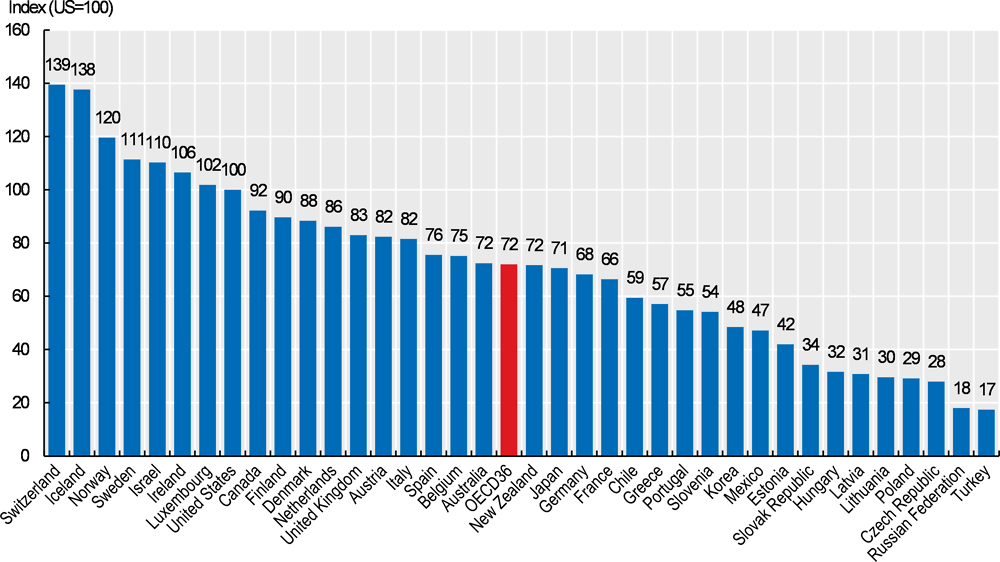 Index (US=100)
160
140
120
100
80
60
40
20
0
139
138
120
111
110
106
102
100
92
90
88
86
83
82
82
76
75
72
72
72
71
68
66
59
57
55
54
48
47
42
34
32
31
30
29
28
18
17
Switzerland
Iceland
Norway
Sweden
Israel
Ireland
Luxembourg
United States
Canada
Finland
Denmark
Netherlands
United Kingdom
Austria
Italy
Spain
Belgium
Australia
OECD36
New Zealand
Japan
Germany
France
Chile
Greece
Portugal
Slovenia
Korea
Mexico
Estonia
Slovak Republic
Hungary
Latvia
Lithuania
Poland
Czech Republic
Russian Federation
Turkey